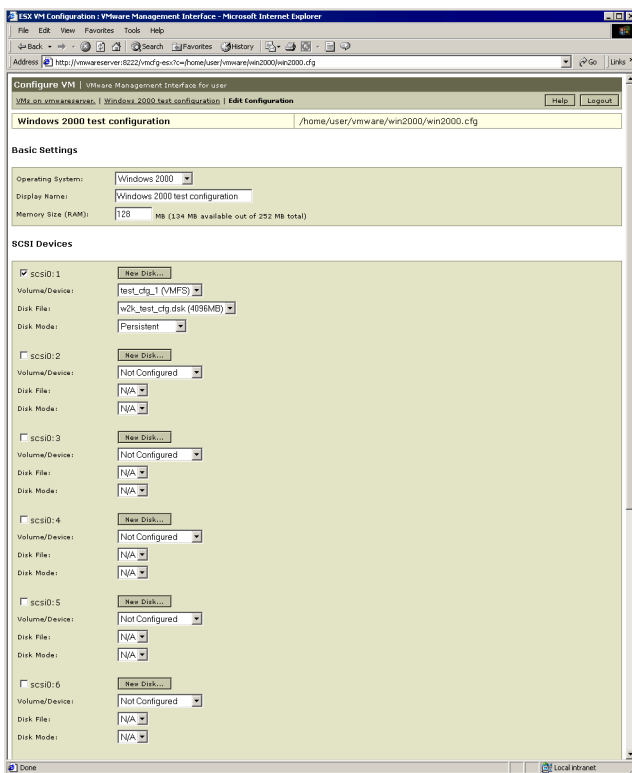 ESX VM Configuration : VMware Management Interface - Microsoft Internet Explorer
File Edit View Favorites Tools Help
Back Search Favorites History
Address http://vmwareserver:8222/vmcfg-esx?c=/home/user/vmware/win2000/win2000.cfg Go Links
Configure VM | VMware Management Interface for user
VMs on vmwareserver. | Windows 2000 test configuration | Edit Configuration Help Logout
Windows 2000 test configuration /home/user/vmware/win2000/win2000.cfg
Basic Settings
Operating System: Windows 2000
Display Name: Windows 2000 test configuration
Memory Size (RAM): 128 MB (134 MB available out of 252 MB total)
SCSI Devices
scsi0:1 New Disk...
Volume/Device: test_cfg_1 (VMFS)
Disk File: w2k_test_cfg.dsk (4096MB)
Disk Mode: Persistent
scsi0:2 New Disk...
Volume/Device: Not Configured
Disk File: N/A
Disk Mode: N/A
scsi0:3 New Disk...
Volume/Device: Not Configured
Disk File: N/A
Disk Mode: N/A
scsi0:4 New Disk...
Volume/Device: Not Configured
Disk File: N/A
Disk Mode: N/A
scsi0:5 New Disk...
Volume/Device: Not Configured
Disk File: N/A
Disk Mode: N/A
scsi0:6 New Disk...
Volume/Device: Not Configured
Disk File: N/A
Disk Mode: N/A
Done Local intranet